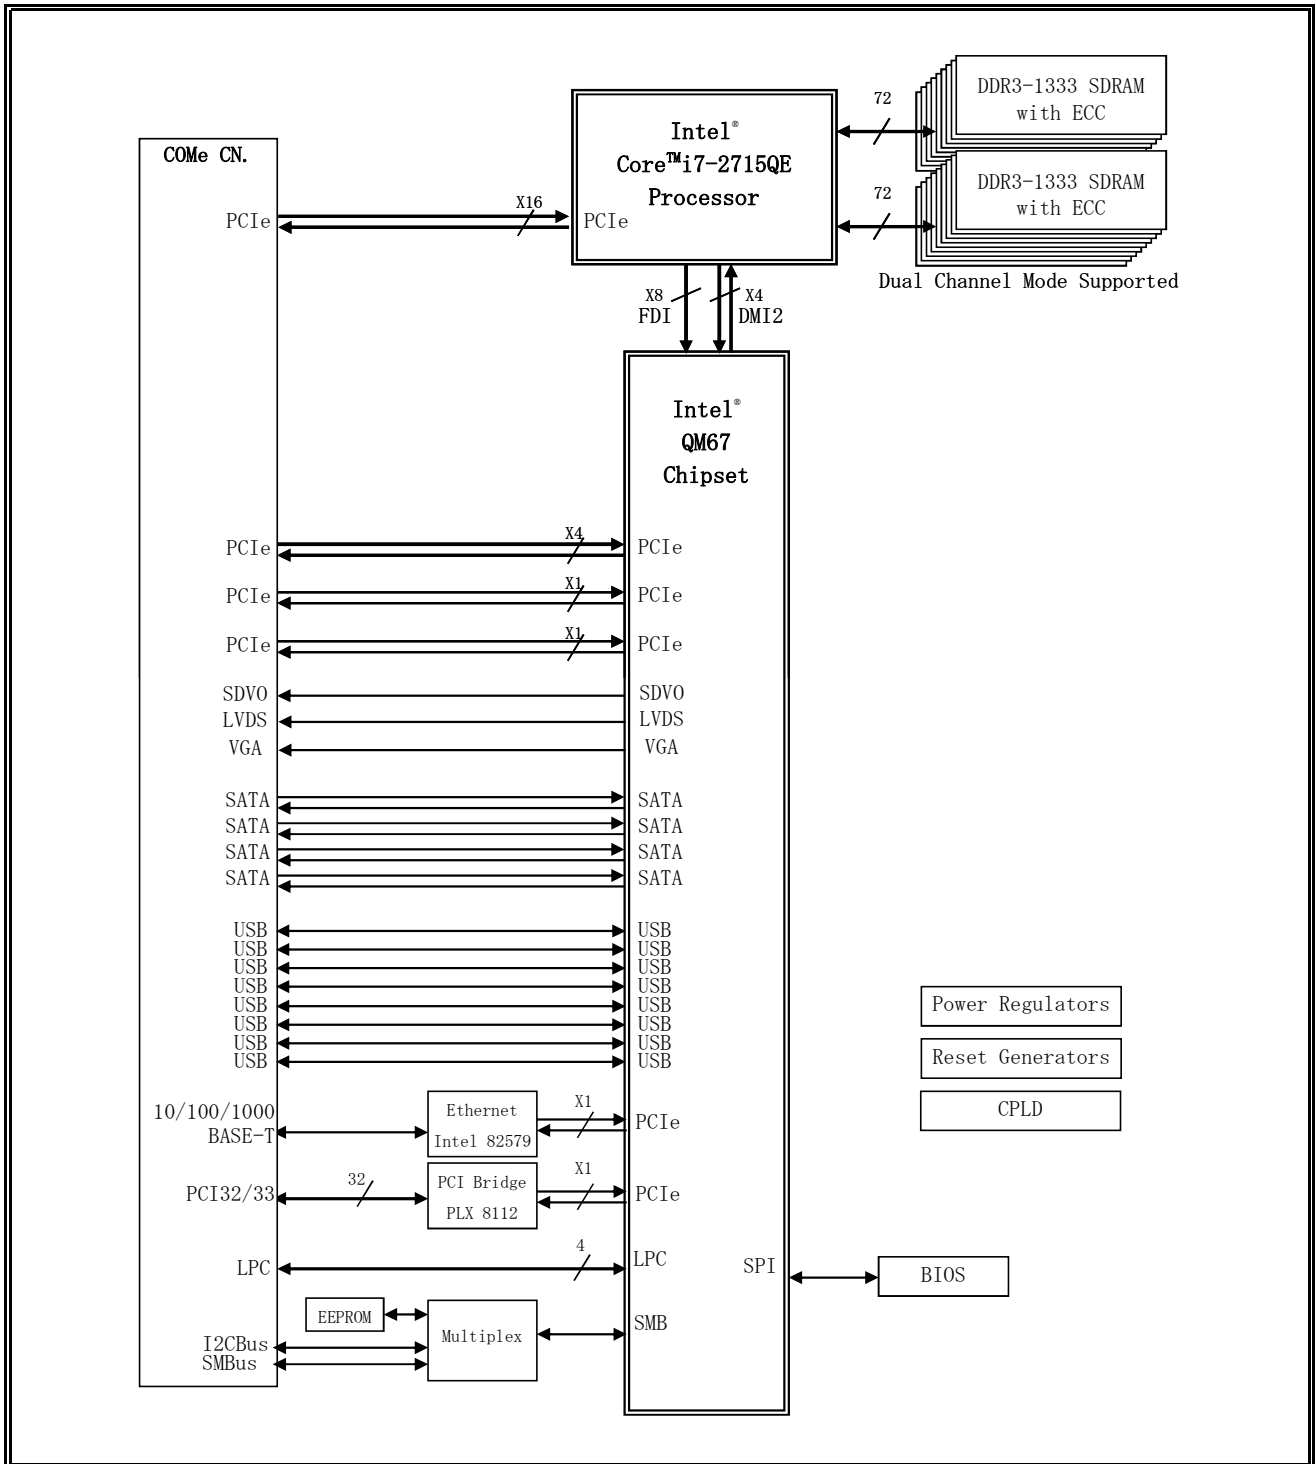 DDR3-1333 SDRAM
with ECC
72
Intel®
Core™i7-2715QE
Processor
COMe CN.
DDR3-1333 SDRAM
with ECC
72
PCIe X16 PCIe
Dual Channel Mode Supported
X8 X4
FDI DMI2
Intel®
QM67
Chipset
PCIe X4 PCIe
PCIe X1 PCIe
PCIe X1 PCIe
SDVO SDVO
LVDS LVDS
VGA VGA
SATA SATA
SATA SATA
SATA SATA
SATA SATA
USB USB
USB USB
USB USB
USB USB
USB USB
USB USB
USB USB
USB USB
Power Regulators
Reset Generators
CPLD
10/100/1000
BASE-T
Ethernet
Intel 82579
X1
PCIe
PCI32/33
32
PCI Bridge
PLX 8112
X1
PCIe
LPC 4 LPC
SPI BIOS
EEPROM
Multiplex
SMB
I2CBus
SMBus